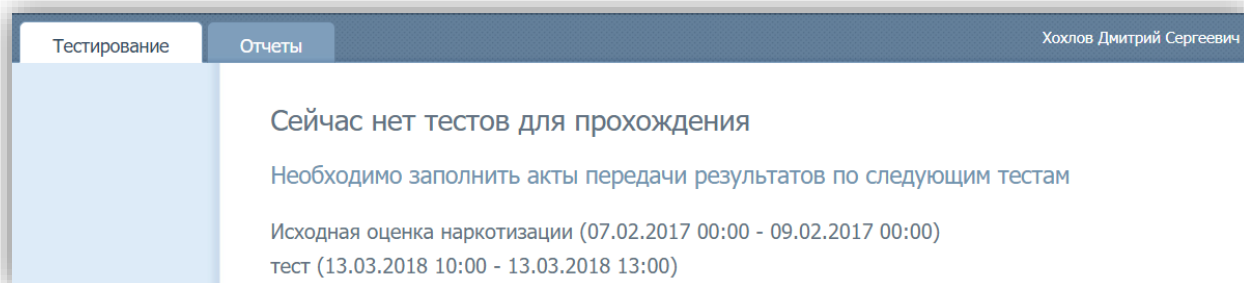 Тестирование
Отчеты
Хохлов Дмитрий Сергеевич
Сейчас нет тестов для прохождения
Необходимо заполнить акты передачи результатов по следующим тестам
Исходная оценка наркотизации (07.02.2017 00:00 - 09.02.2017 00:00)
тест (13.03.2018 10:00 - 13.03.2018 13:00)